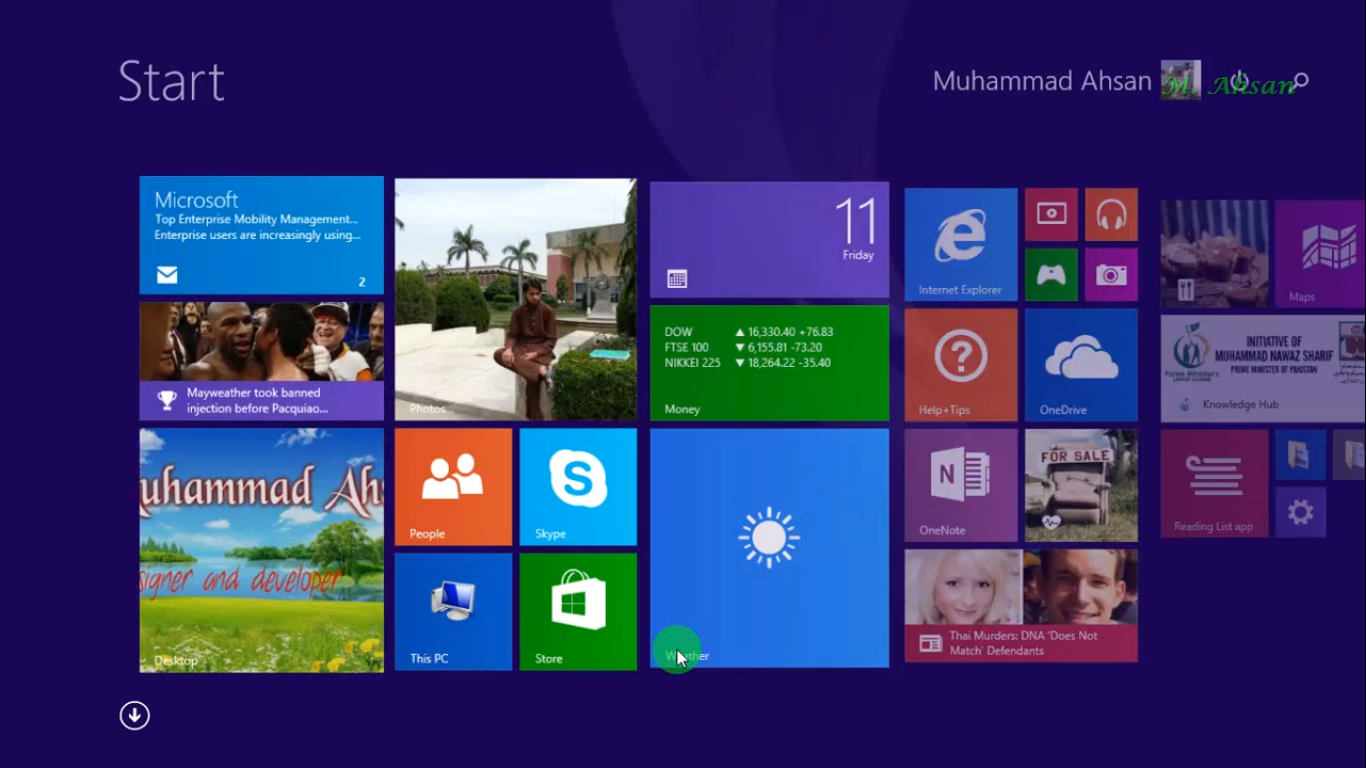 Start
Muhammad Ahsan
M. Ahsan
Microsoft
Top Enterprise Mobility Management...
Enterprise users are increasingly using...
2
Mayweather took banned
injection before Pacquiao...
Photos
11
Friday
DOW ▲ 16,330.40 +76.83
FTSE 100 ▼ 6,155.81 -73.20
NIKKEI 225 ▼ 18,264.22 -35.40
Money
Internet Explorer
Maps
Help+Tips
OneDrive
INITIATIVE OF
MUHAMMAD NAWAZ SHARIF
PRIME MINISTER OF PAKISTAN
Prime Minister's
Knowledge Hub
uhammad Ahs
signer and developer
Desktop
People
Skype
This PC
Store
Weather
OneNote
FOR SALE
Reading List app
Thai Murders: DNA 'Does Not
Match' Defendants